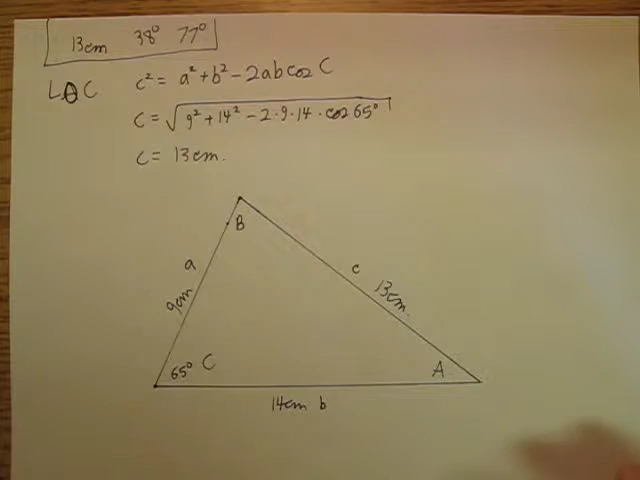 13cm 38° 77°
LOC c² = a² + b² - 2ab cos C
c = √9² + 14² - 2·9·14·cos 65°
c = 13cm.
B
a
c
9cm
13cm.
65° C
A
14cm b